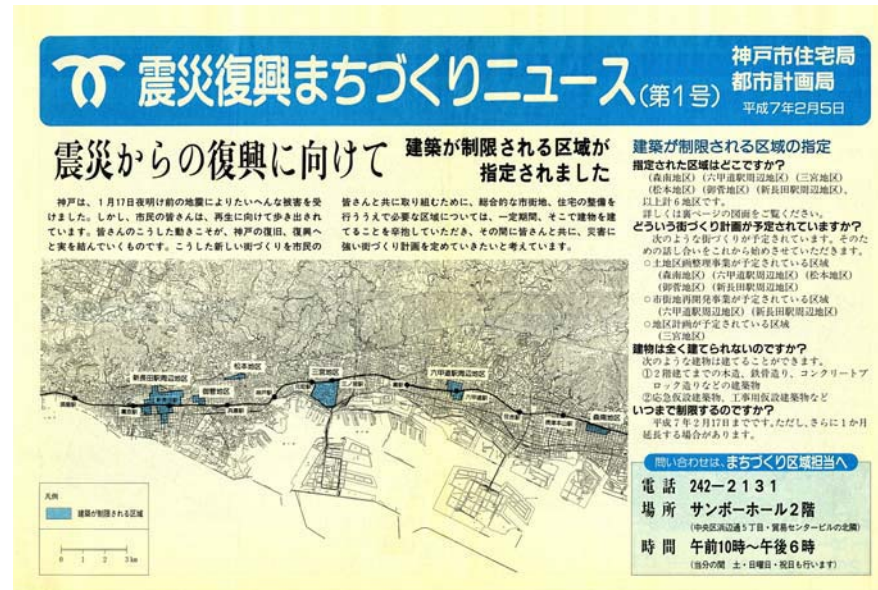 震災復興まちづくりニュース(第1号)
神戸市住宅局
都市計画局
平成7年2月5日
震災からの復興に向けて
建築が制限される区域が
指定されました
神戸は、1月17日夜明け前の地震によりたいへんな被害を受
けました。しかし、市民の皆さんは、再生に向けて歩き出され
ています。皆さんのこうした動きこそが、神戸の復旧、復興へ
と実を結んでいくものです。こうした新しい街づくりを市民の
皆さんと共に取り組むために、総合的な市街地、住宅の整備を
行ううえで必要な区域については、一定期間、そこで建物を建
てることを辛抱していただき、その間に皆さんと共に、災害に
強い街づくり計画を定めていきたいと考えています。
新長田駅周辺地区
御菅地区
松本地区
三宮地区
六甲道駅周辺地区
森南地区
神戸駅
兵庫駅
三ノ宮駅
六甲道駅
住吉駅
凡例
建築が制限される区域
0 1 2 3km
建築が制限される区域の指定
指定された区域はどこですか?
(森南地区)(六甲道駅周辺地区)(三宮地区)
(松本地区)(御菅地区)(新長田駅周辺地区)、
以上計6地区です。
詳しくは裏ページの図面をご覧ください。
どういう街づくり計画が予定されていますか?
次のような街づくりが予定されています。そのた
めの話し合いをこれから始めさせていただきます。
○土地区画整理事業が予定されている区域
(森南地区)(六甲道駅周辺地区)(松本地区)
(御菅地区)(新長田駅周辺地区)
○市街地再開発事業が予定されている区域
(六甲道駅周辺地区)(新長田駅周辺地区)
○地区計画が予定されている区域
(三宮地区)
建物は全く建てられないのですか?
次のような建物は建てることができます。
①2階建てまでの木造、鉄骨造り、コンクリートブ
ロック造りなどの建築物
②応急仮設建築物、工事用仮設建築物など
いつまで制限するのですか?
平成7年2月17日までです。ただし、さらに1か月
延長する場合があります。
問い合わせは、まちづくり区域担当へ
電話 242-2131
場所 サンボーホール2階
(中央区浜辺通5丁目・貿易センタービルの北隣)
時間 午前10時~午後6時
(当分の間 土・日曜日・祝日も行います)